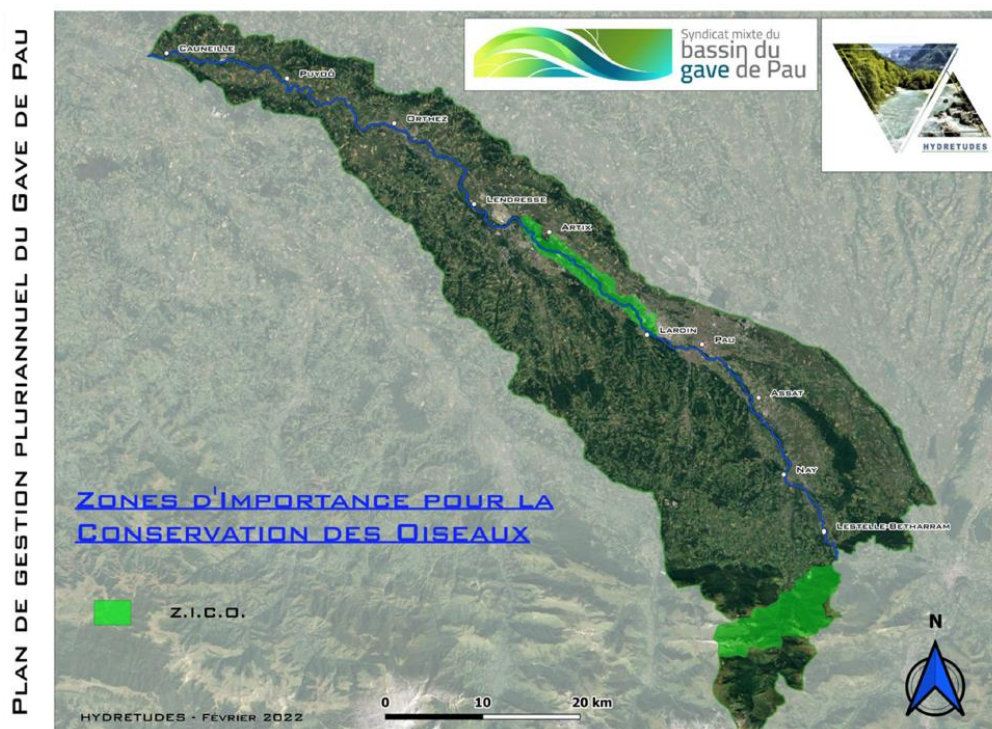 PLAN DE GESTION PLURIANNUEL DU GAVE DE PAU
Syndicat mixte du
bassin du
gave de Pau
HYDRETUDES
CAUNEILLE
PUYOÔ
ORTHEZ
LENDRESSE
ARTIX
LAROIN
PAU
ASSAT
NAY
LESTELLE-BETHARRAM
ZONES D'IMPORTANCE POUR LA
CONSERVATION DES OISEAUX
Z.I.C.O.
N
0 10 20 km
HYDRETUDES - FÉVRIER 2022